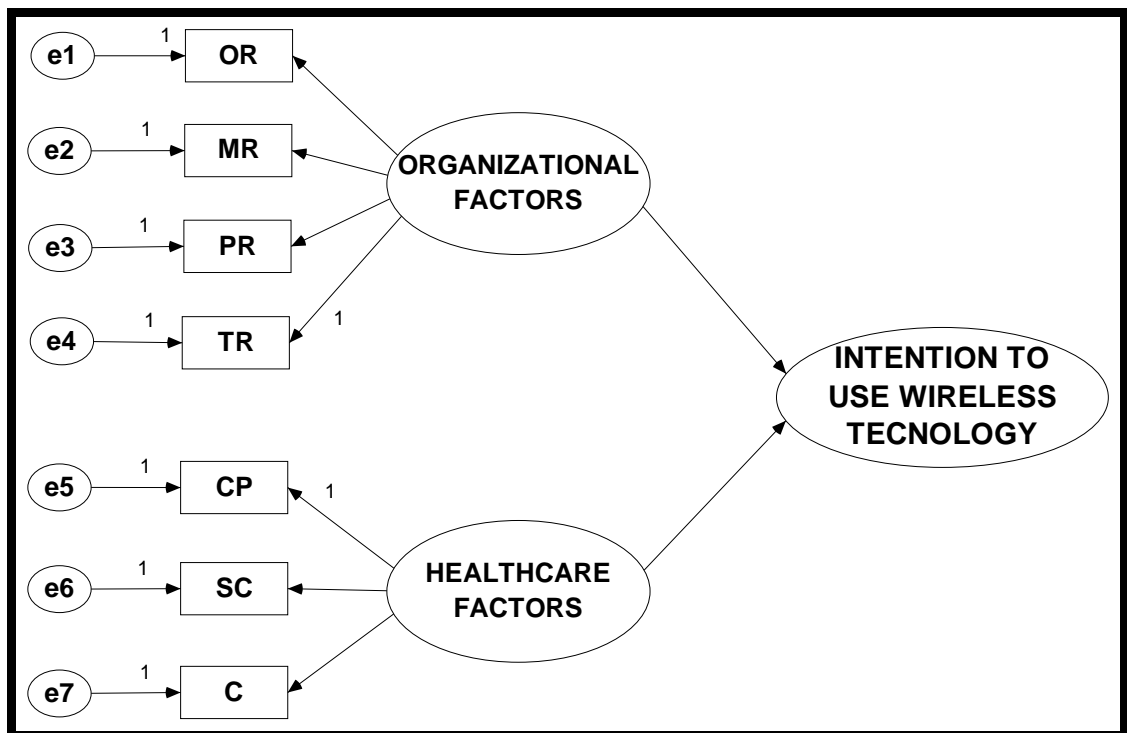 e1
1
OR
e2
1
MR
e3
1
PR
e4
1
TR
1
ORGANIZATIONAL
FACTORS
INTENTION TO
USE WIRELESS
TECNOLOGY
e5
1
CP
1
e6
1
SC
e7
1
C
HEALTHCARE
FACTORS